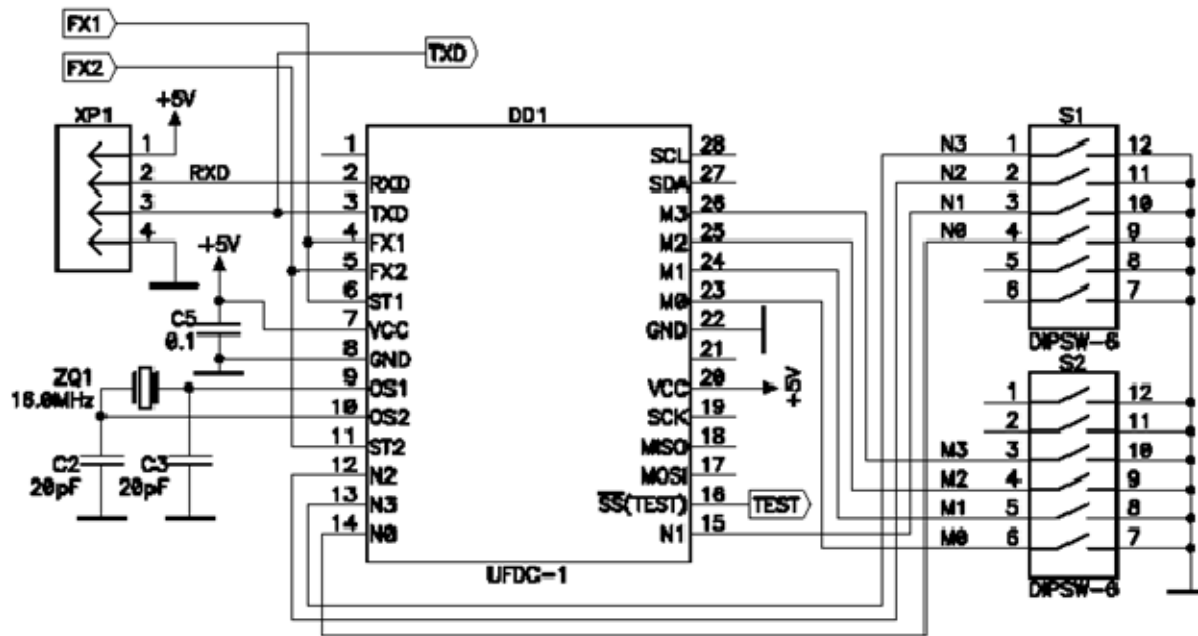 FX1
FX2
TXD
XP1
+5V
1
2
3
4
RXD
+5V
C5
0.1
ZQ1
16.0MHz
C2
20pF
C3
20pF
DD1
1
2 RXD
3 TXD
4 FX1
5 FX2
6 ST1
7 VCC
8 GND
9 OS1
10 OS2
11 ST2
12 N2
13 N3
14 N0
SCL 28
SDA 27
M3 26
M2 25
M1 24
M0 23
GND 22
21
VCC 20
+5V
SCK 19
MISO 18
MOSI 17
SS(TEST) 16
TEST
N1 15
UFDC-1
S1
N3 1 12
N2 2 11
N1 3 10
N0 4 9
5 8
6 7
DIPSW-6
S2
1 12
2 11
M3 3 10
M2 4 9
M1 5 8
M0 6 7
DIPSW-6